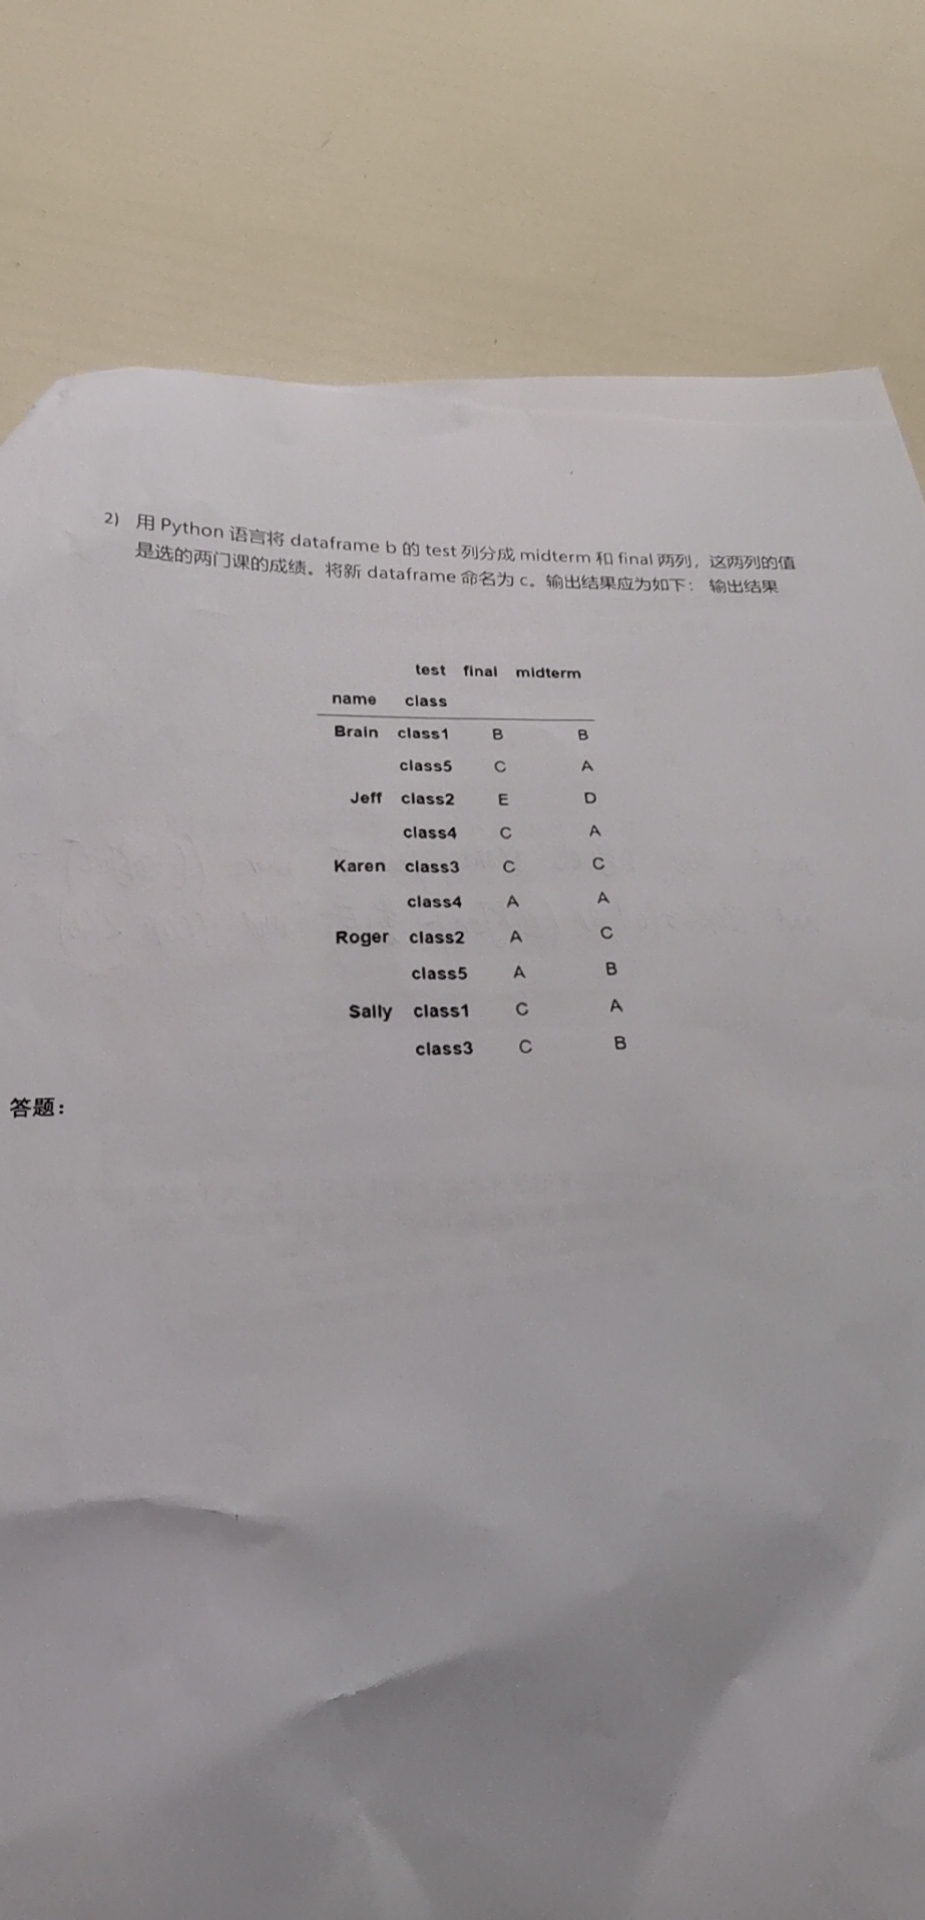 2) 用 Python 语言将 dataframe b 的 test 列分成 midterm 和 final 两列，这两列的值
是选的两门课的成绩。将新 dataframe 命名为 c。输出结果应为如下： 输出结果
test final midterm
name class
Brain class1 B B
class5 C A
Jeff class2 E D
class4 C A
Karen class3 C C
class4 A A
Roger class2 A C
class5 A B
Sally class1 C A
class3 C B
答题：